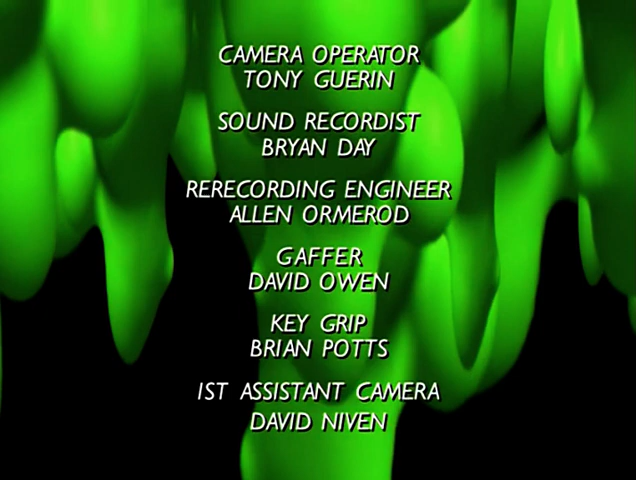 CAMERA OPERATOR
TONY GUERIN
SOUND RECORDIST
BRYAN DAY
RERECORDING ENGINEER
ALLEN ORMEROD
GAFFER
DAVID OWEN
KEY GRIP
BRIAN POTTS
1ST ASSISTANT CAMERA
DAVID NIVEN